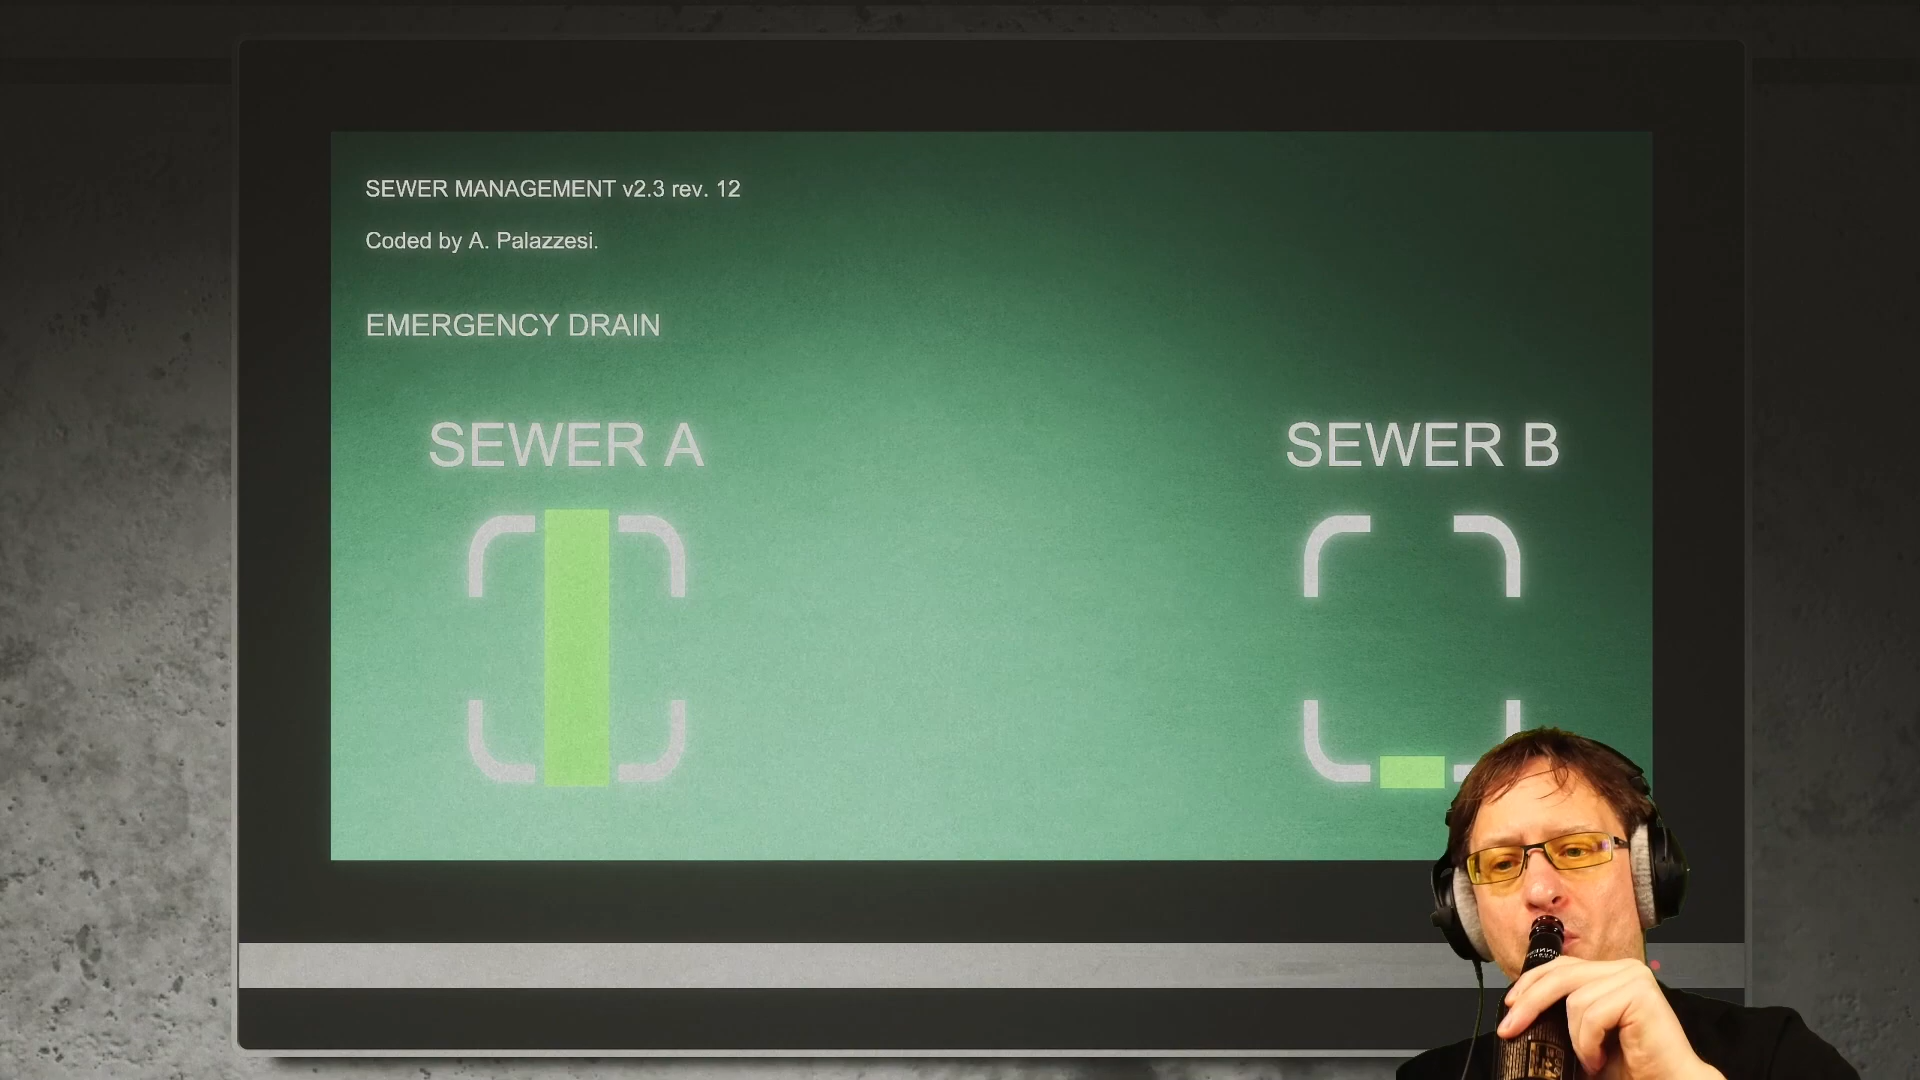 SEWER MANAGEMENT v2.3 rev. 12
Coded by A. Palazzesi.
EMERGENCY DRAIN
SEWER A
SEWER B